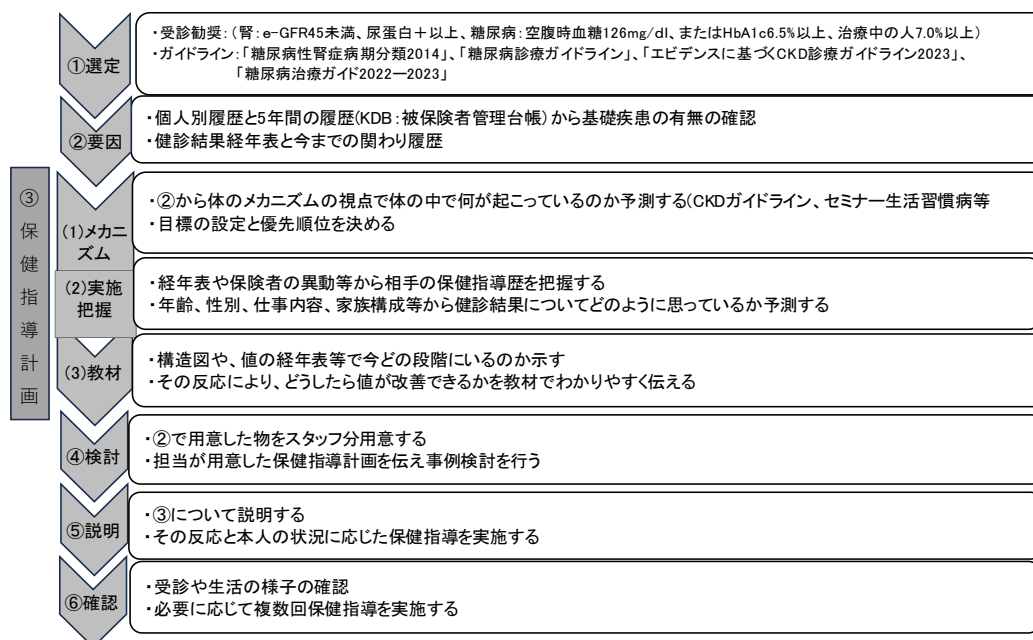 ①選定
・受診勧奨:(腎:e-GFR45未満、尿蛋白+以上、糖尿病:空腹時血糖126mg/dl、またはHbA1c6.5%以上、治療中の人7.0%以上)
・ガイドライン:「糖尿病性腎症病期分類2014」、「糖尿病診療ガイドライン」、「エビデンスに基づくCKD診療ガイドライン2023」、
「糖尿病治療ガイド2022ー2023」
②要因
・個人別履歴と5年間の履歴(KDB:被保険者管理台帳)から基礎疾患の有無の確認
・健診結果経年表と今までの関わり履歴
③保健指導計画
(1)メカニ
ズム
・②から体のメカニズムの視点で体の中で何が起こっているのか予測する(CKDガイドライン、セミナー生活習慣病等
・目標の設定と優先順位を決める
(2)実施
把握
・経年表や保険者の異動等から相手の保健指導歴を把握する
・年齢、性別、仕事内容、家族構成等から健診結果についてどのように思っているか予測する
(3)教材
・構造図や、値の経年表等で今どの段階にいるのか示す
・その反応により、どうしたら値が改善できるかを教材でわかりやすく伝える
④検討
・②で用意した物をスタッフ分用意する
・担当が用意した保健指導計画を伝え事例検討を行う
⑤説明
・③について説明する
・その反応と本人の状況に応じた保健指導を実施する
⑥確認
・受診や生活の様子の確認
・必要に応じて複数回保健指導を実施する